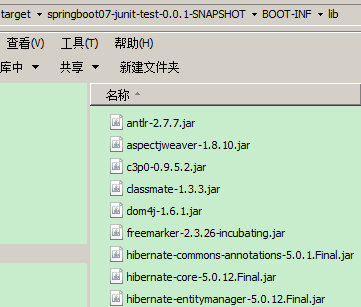 target ▸ springboot07-junit-test-0.0.1-SNAPSHOT ▸ BOOT-INF ▸ lib
查看(V) 工具(T) 帮助(H)
库中 共享 新建文件夹
名称
antlr-2.7.7.jar
aspectjweaver-1.8.10.jar
c3p0-0.9.5.2.jar
classmate-1.3.3.jar
dom4j-1.6.1.jar
freemarker-2.3.26-incubating.jar
hibernate-commons-annotations-5.0.1.Final.jar
hibernate-core-5.0.12.Final.jar
hibernate-entitymanager-5.0.12.Final.jar